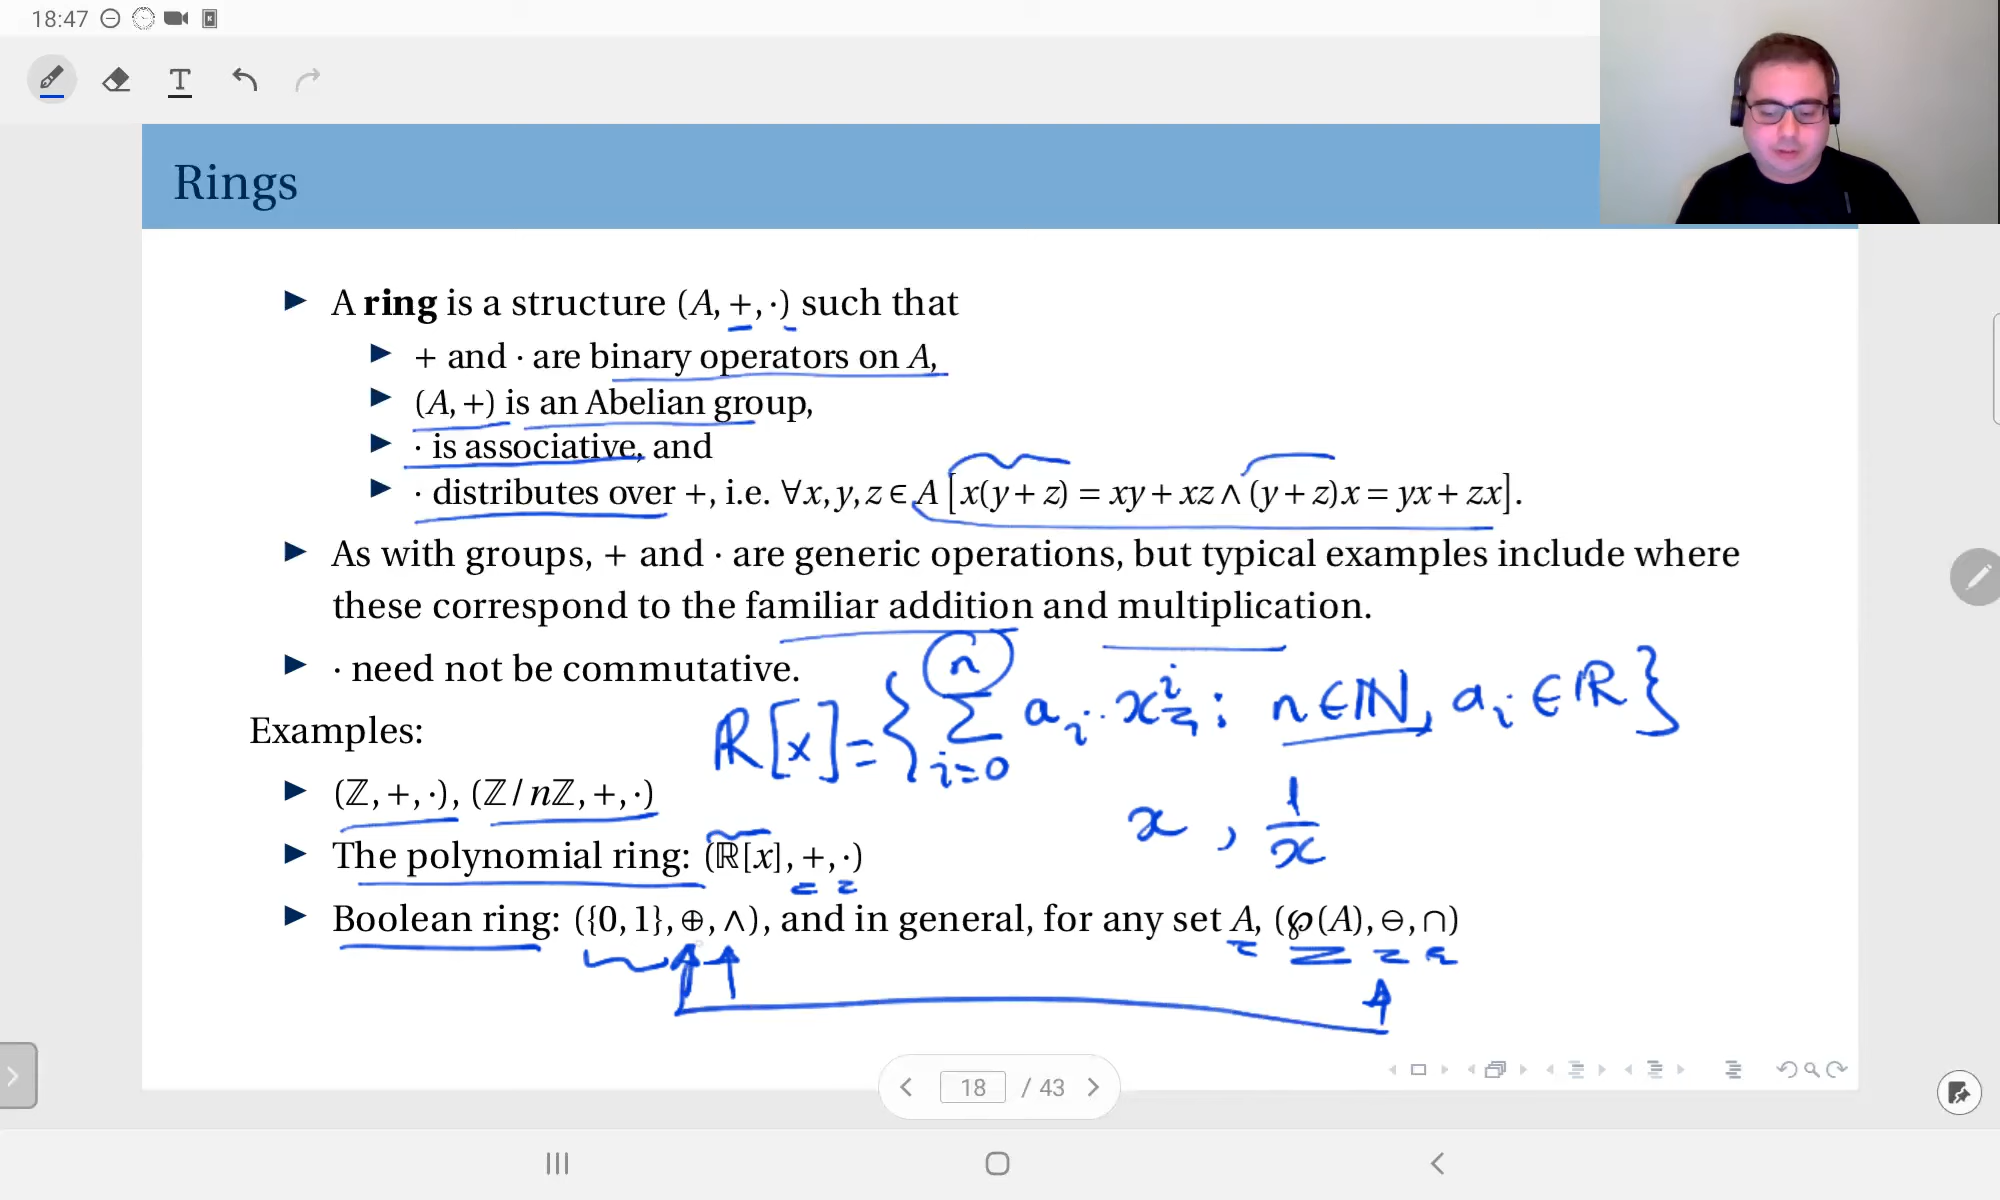 18:47
T
Rings
A ring is a structure (A, +, ·) such that
+ and · are binary operators on A,
(A, +) is an Abelian group,
· is associative, and
· distributes over +, i.e. ∀x, y, z ∈ A [x(y + z) = xy + xz ∧ (y + z)x = yx + zx].
As with groups, + and · are generic operations, but typical examples include where
these correspond to the familiar addition and multiplication.
· need not be commutative.
ℝ[x] = { ∑_{i=0}^{n} a_i · x^i : n ∈ ℕ, a_i ∈ ℝ }
Examples:
(ℤ, +, ·), (ℤ/nℤ, +, ·)
x , 1/x
The polynomial ring: (ℝ[x], +, ·)
Boolean ring: ({0, 1}, ⊕, ∧), and in general, for any set A, (℘(A), ⊖, ∩)
18 / 43